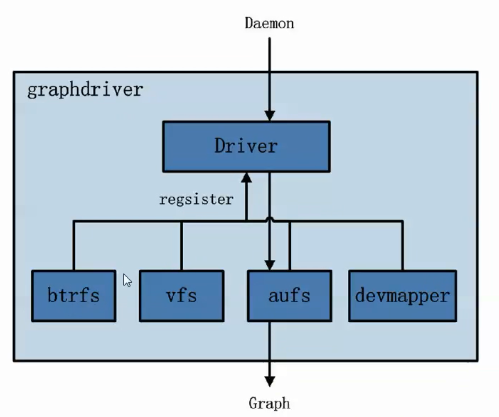 Daemon
graphdriver
Driver
regsister
btrfs
vfs
aufs
devmapper
Graph